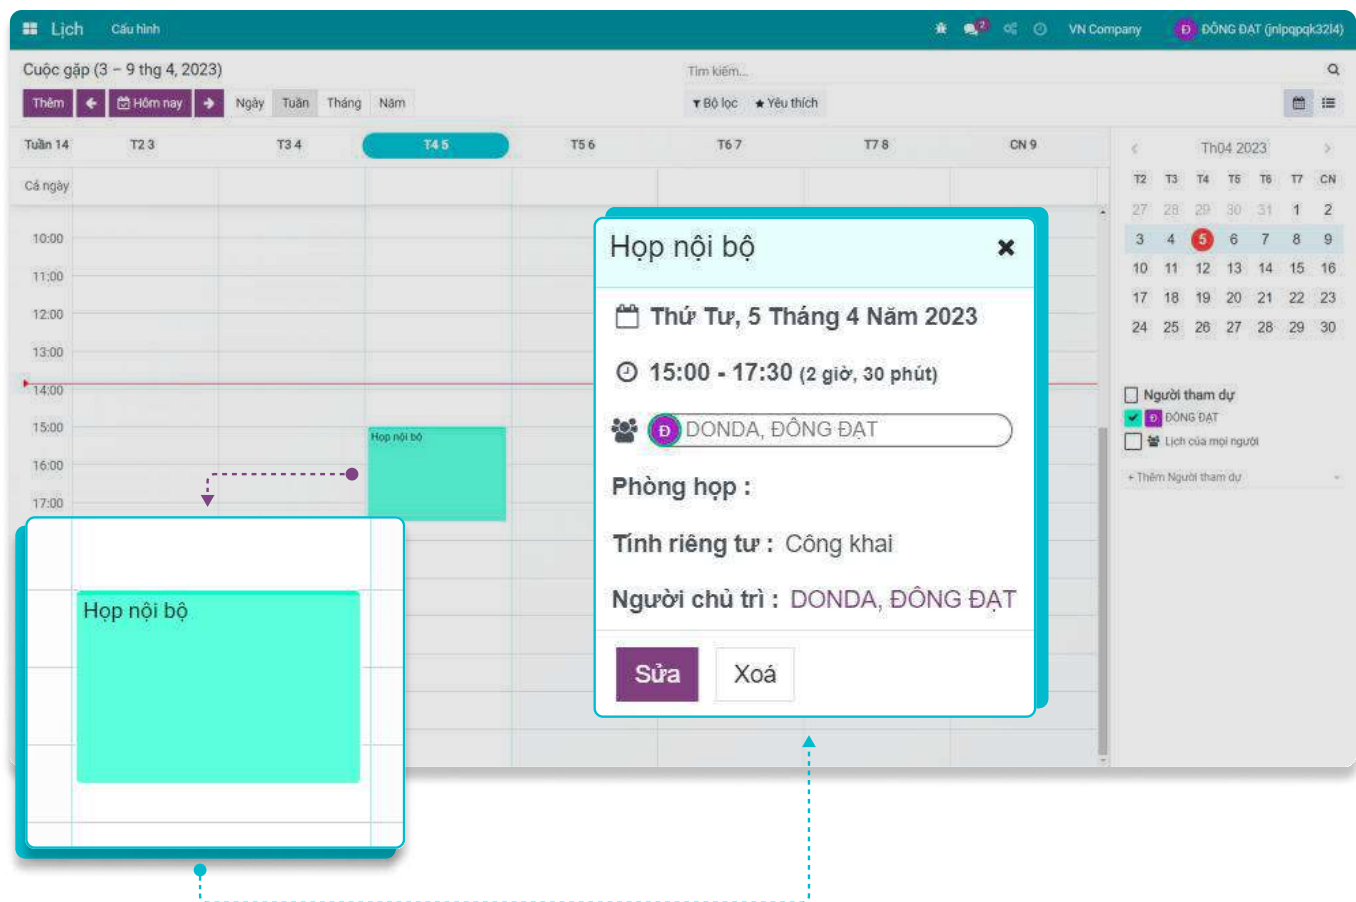 Lịch Cấu hình 2 VN Company Đ ĐÔNG ĐẠT (jnlpqpqk32l4)
Cuộc gặp (3 – 9 thg 4, 2023) Tìm kiếm...
Thêm Hôm nay Ngày Tuần Tháng Năm Bộ lọc Yêu thích
Tuần 14 T2 3 T3 4 T4 5 T5 6 T6 7 T7 8 CN 9
Cả ngày
10:00
11:00
12:00
13:00
14:00
15:00
16:00
17:00
Họp nội bộ
Họp nội bộ
Họp nội bộ
Thứ Tư, 5 Tháng 4 Năm 2023
15:00 - 17:30 (2 giờ, 30 phút)
Đ DONDA, ĐÔNG ĐẠT
Phòng họp :
Tính riêng tư : Công khai
Người chủ trì : DONDA, ĐÔNG ĐẠT
Sửa Xoá
Th04 2023
T2 T3 T4 T5 T6 T7 CN
27 28 29 30 31 1 2
3 4 5 6 7 8 9
10 11 12 13 14 15 16
17 18 19 20 21 22 23
24 25 26 27 28 29 30
Người tham dự
Đ ĐÔNG ĐẠT
Lịch của mọi người
+ Thêm Người tham dự